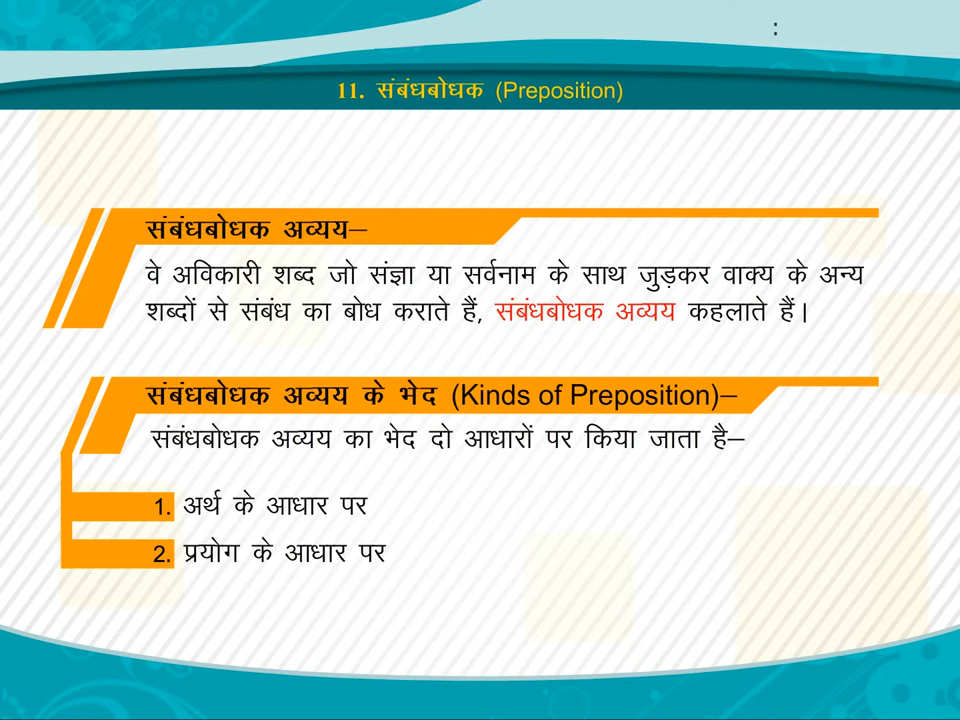 :
11. संबंधबोधक (Preposition)
संबंधबोधक अव्यय–
वे अविकारी शब्द जो संज्ञा या सर्वनाम के साथ जुड़कर वाक्य के अन्य
शब्दों से संबंध का बोध कराते हैं, संबंधबोधक अव्यय कहलाते हैं।
संबंधबोधक अव्यय के भेद (Kinds of Preposition)–
संबंधबोधक अव्यय का भेद दो आधारों पर किया जाता है–
1. अर्थ के आधार पर
2. प्रयोग के आधार पर